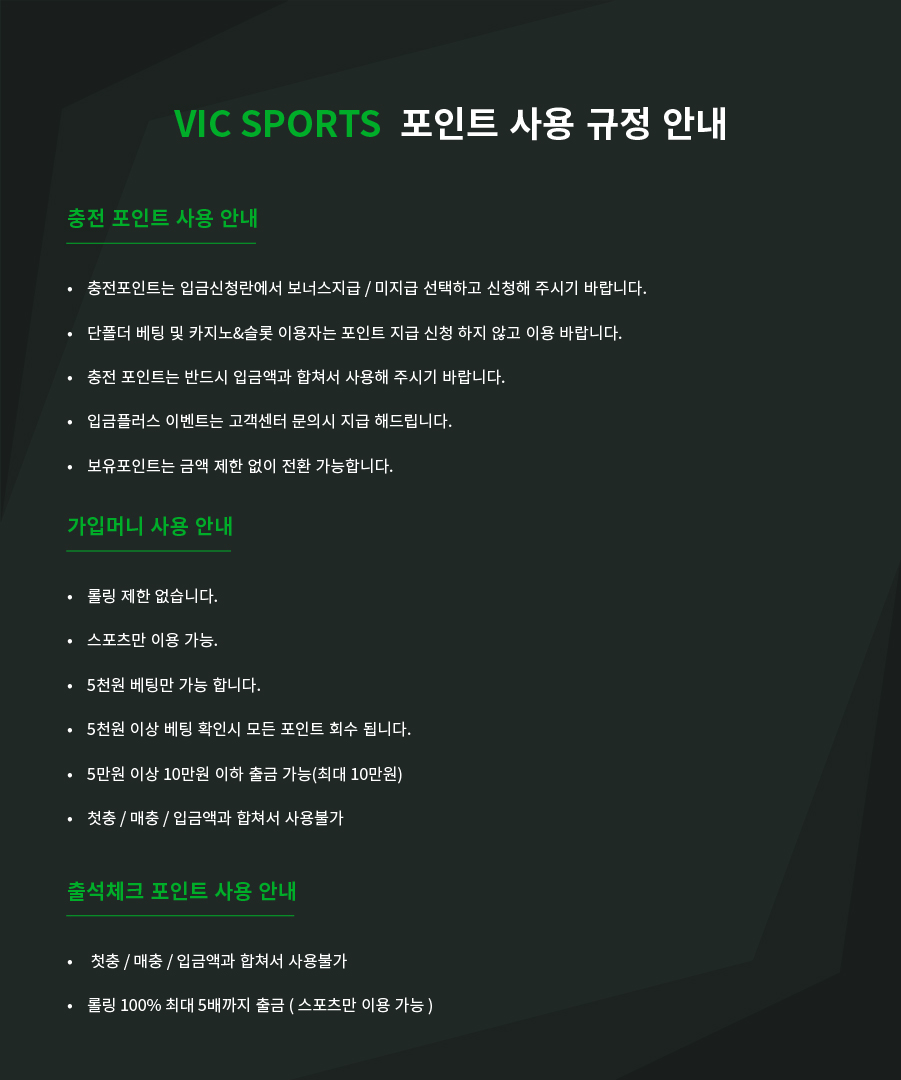 VIC SPORTS 포인트 사용 규정 안내
충전 포인트 사용 안내
• 충전포인트는 입금신청란에서 보너스지급 / 미지급 선택하고 신청해 주시기 바랍니다.
• 단폴더 베팅 및 카지노&슬롯 이용자는 포인트 지급 신청 하지 않고 이용 바랍니다.
• 충전 포인트는 반드시 입금액과 합쳐서 사용해 주시기 바랍니다.
• 입금플러스 이벤트는 고객센터 문의시 지급 해드립니다.
• 보유포인트는 금액 제한 없이 전환 가능합니다.
가입머니 사용 안내
• 롤링 제한 없습니다.
• 스포츠만 이용 가능.
• 5천원 베팅만 가능 합니다.
• 5천원 이상 베팅 확인시 모든 포인트 회수 됩니다.
• 5만원 이상 10만원 이하 출금 가능(최대 10만원)
• 첫충 / 매충 / 입금액과 합쳐서 사용불가
출석체크 포인트 사용 안내
• 첫충 / 매충 / 입금액과 합쳐서 사용불가
• 롤링 100% 최대 5배까지 출금 ( 스포츠만 이용 가능 )